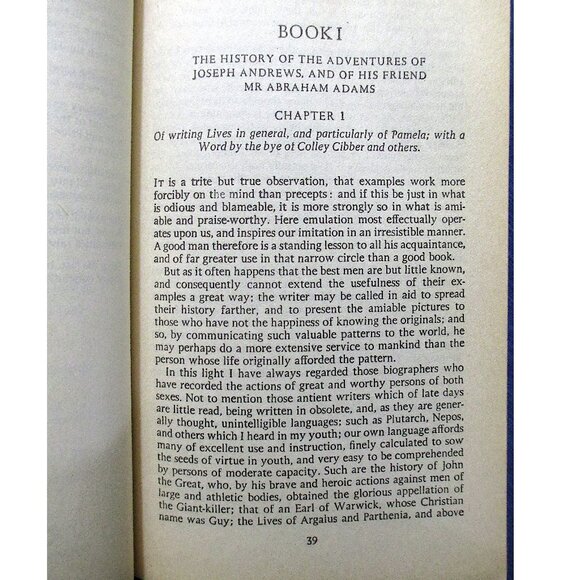 BOOK I
THE HISTORY OF THE ADVENTURES OF
JOSEPH ANDREWS, AND OF HIS FRIEND
MR ABRAHAM ADAMS
CHAPTER 1
Of writing Lives in general, and particularly of Pamela; with a
Word by the bye of Colley Cibber and others.
IT is a trite but true observation, that examples work more
forcibly on the mind than precepts: and if this be just in what
is odious and blameable, it is more strongly so in what is ami-
able and praise-worthy. Here emulation most effectually oper-
ates upon us, and inspires our imitation in an irresistible manner.
A good man therefore is a standing lesson to all his acquaintance,
and of far greater use in that narrow circle than a good book.
But as it often happens that the best men are but little known,
and consequently cannot extend the usefulness of their ex-
amples a great way; the writer may be called in aid to spread
their history farther, and to present the amiable pictures to
those who have not the happiness of knowing the originals; and
so, by communicating such valuable patterns to the world, he
may perhaps do a more extensive service to mankind than the
person whose life originally afforded the pattern.
In this light I have always regarded those biographers who
have recorded the actions of great and worthy persons of both
sexes. Not to mention those antient writers which of late days
are little read, being written in obsolete, and, as they are gener-
ally thought, unintelligible languages; such as Plutarch, Nepos,
and others which I heard in my youth; our own language affords
many of excellent use and instruction, finely calculated to sow
the seeds of virtue in youth, and very easy to be comprehended
by persons of moderate capacity. Such are the history of John
the Great, who, by his brave and heroic actions against men of
large and athletic bodies, obtained the glorious appellation of
the Giant-killer; that of an Earl of Warwick, whose Christian
name was Guy; the Lives of Argalus and Parthenia, and above
39